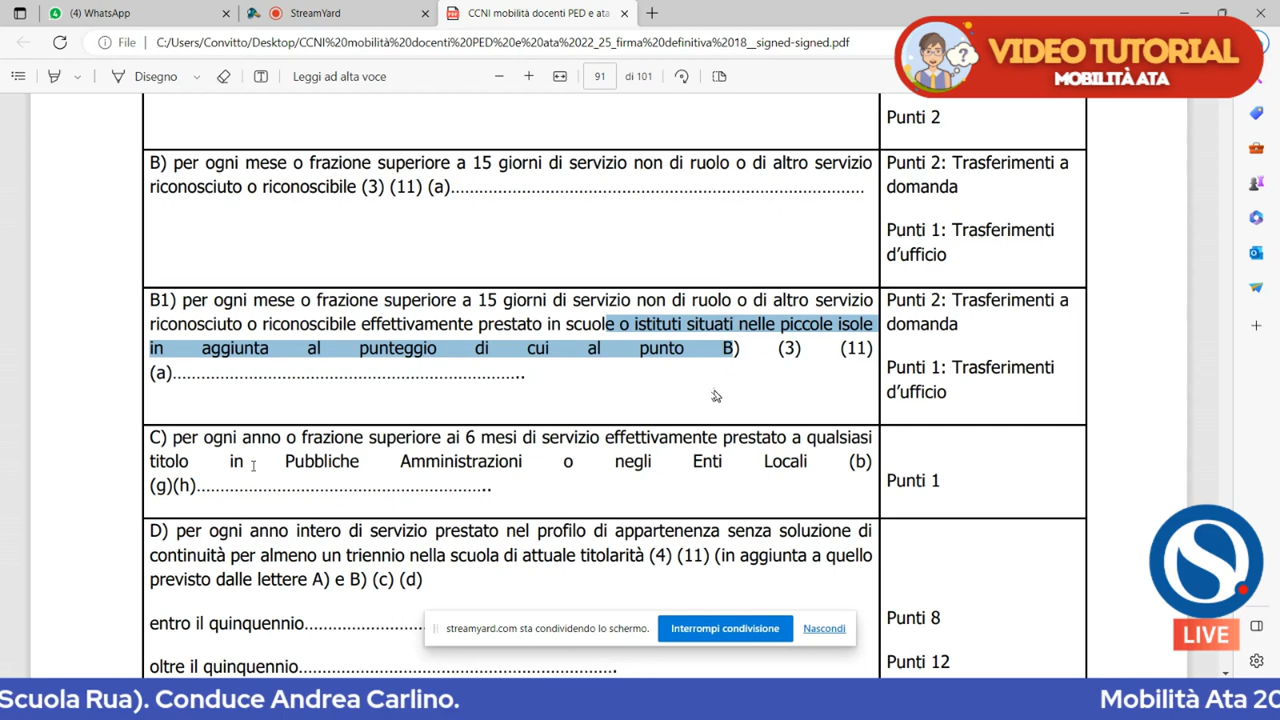 (4) WhatsApp
StreamYard
CCNI mobilità docenti PED e ata
File
C:/Users/Convitto/Desktop/CCNI%20mobilità%20docenti%20PED%20e%20ata%2022_25_firma%20definitiva%2018__signed-signed.pdf
VIDEO TUTORIAL
MOBILITÀ ATA
Disegno
Leggi ad alta voce
91
di 101
Punti 2
B) per ogni mese o frazione superiore a 15 giorni di servizio non di ruolo o di altro servizio
riconosciuto o riconoscibile (3) (11) (a)
Punti 2: Trasferimenti a
domanda
Punti 1: Trasferimenti
d'ufficio
B1) per ogni mese o frazione superiore a 15 giorni di servizio non di ruolo o di altro servizio
riconosciuto o riconoscibile effettivamente prestato in scuole o istituti situati nelle piccole isole
in aggiunta al punteggio di cui al punto B) (3) (11)
(a)
Punti 2: Trasferimenti a
domanda
Punti 1: Trasferimenti
d'ufficio
C) per ogni anno o frazione superiore ai 6 mesi di servizio effettivamente prestato a qualsiasi
titolo in Pubbliche Amministrazioni o negli Enti Locali (b)
(g)(h)
Punti 1
D) per ogni anno intero di servizio prestato nel profilo di appartenenza senza soluzione di
continuità per almeno un triennio nella scuola di attuale titolarità (4) (11) (in aggiunta a quello
previsto dalle lettere A) e B) (c) (d)
entro il quinquennio
Punti 8
oltre il quinquennio
Punti 12
streamyard.com sta condividendo lo schermo.
Interrompi condivisione
Nascondi
S
LIVE
Scuola Rua). Conduce Andrea Carlino.
Mobilità Ata 20